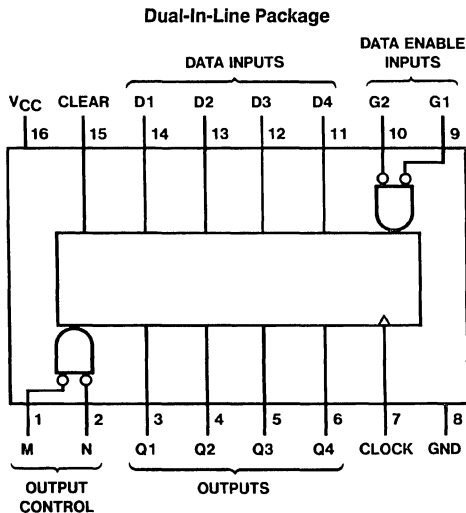 Dual-In-Line Package
DATA INPUTS
DATA ENABLE
INPUTS
VCC CLEAR D1 D2 D3 D4 G2 G1
16 15 14 13 12 11 10 9
1 2 3 4 5 6 7 8
M N Q1 Q2 Q3 Q4 CLOCK GND
OUTPUT
CONTROL
OUTPUTS